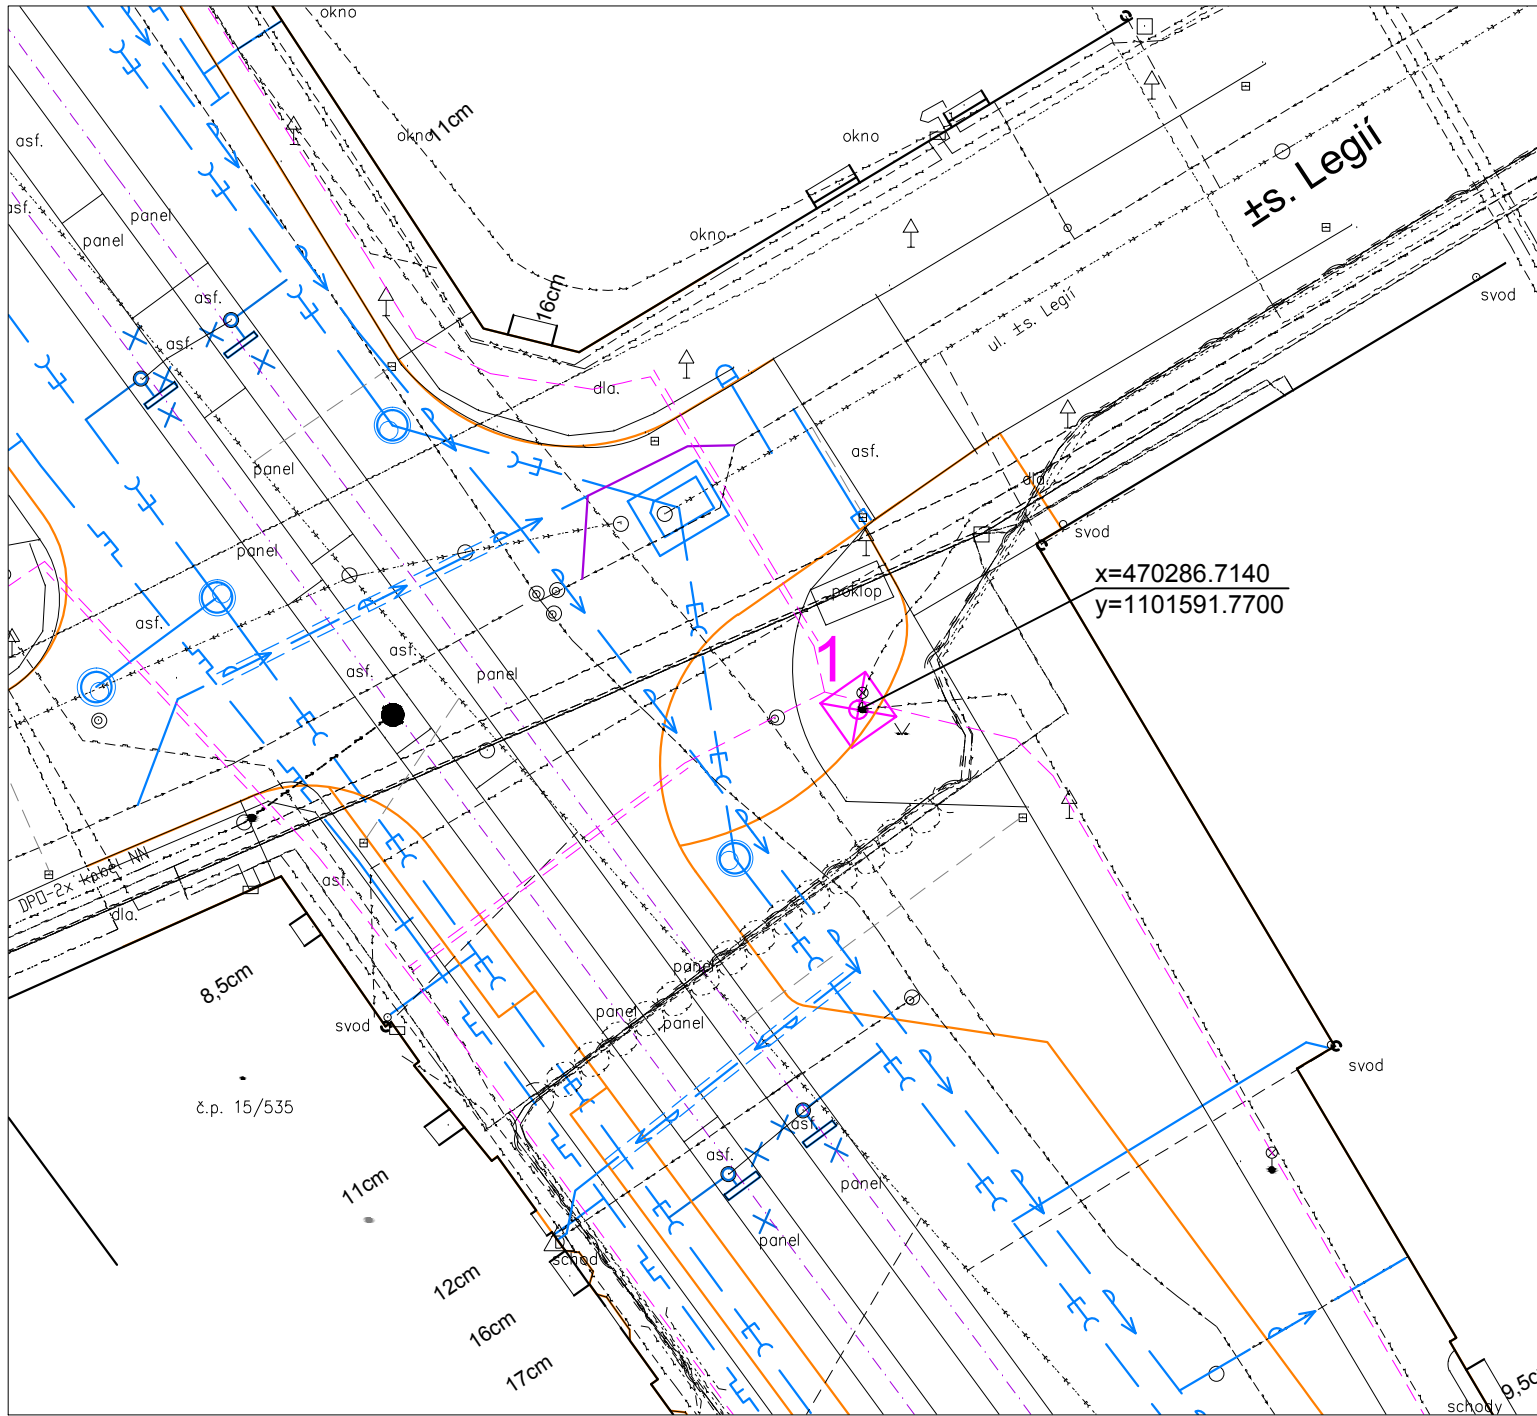 okno
11cm
okno
okno
asf.
±s. Legií
asf.
panel
panel
okno
16cm
asf.
svod
ul. ±s. Legií
asf.
dla.
asf.
panel
dla.
svod
panel
x=470286.7140
poklop
y=1101591.7700
asf.
asf.
1
asf.
panel
DPO-2x kabel NN
asf.
dla.
panel
8,5cm
panel
panel
svod
svod
č.p. 15/535
asf.
asf.
11cm
panel
panel
schod
12cm
16cm
17cm
9,5c
schody